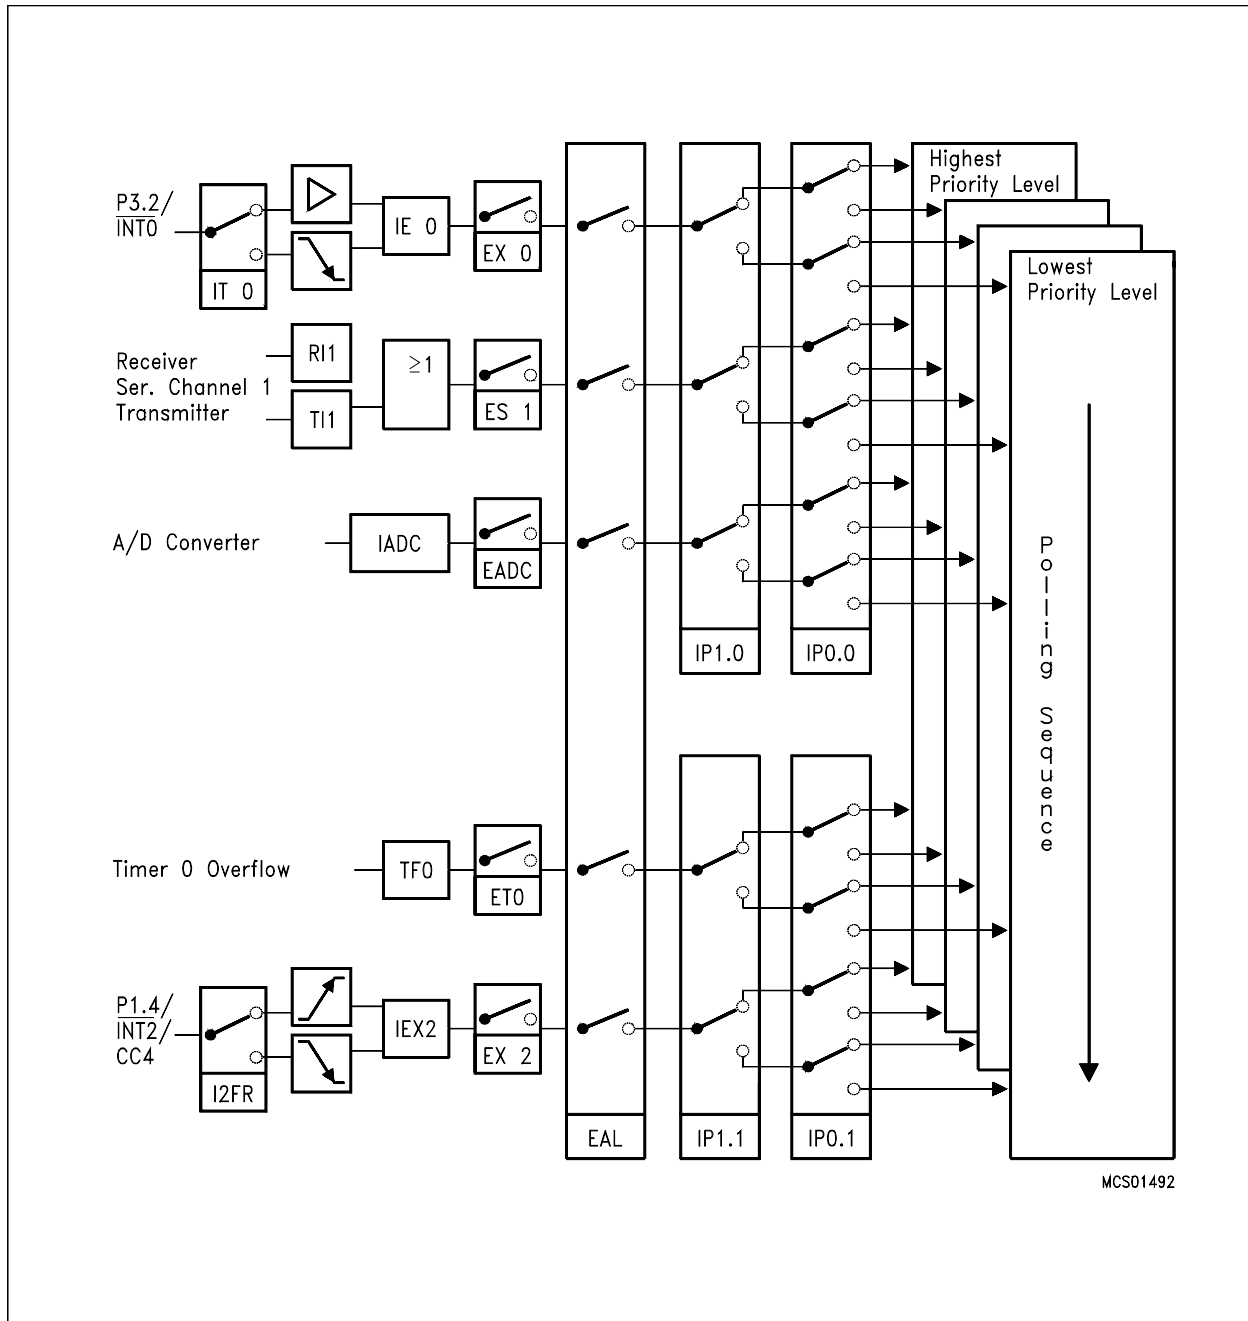 Highest
Priority Level
P3.2/
INT0
IE 0
EX 0
IT 0
Lowest
Priority Level
Receiver
Ser. Channel 1
Transmitter
RI1
TI1
≥1
ES 1
A/D Converter
IADC
EADC
IP1.0
IP0.0
Polling Sequence
Timer 0 Overflow
TF0
ET0
P1.4/
INT2/
CC4
IEX2
EX 2
I2FR
EAL
IP1.1
IP0.1
MCS01492